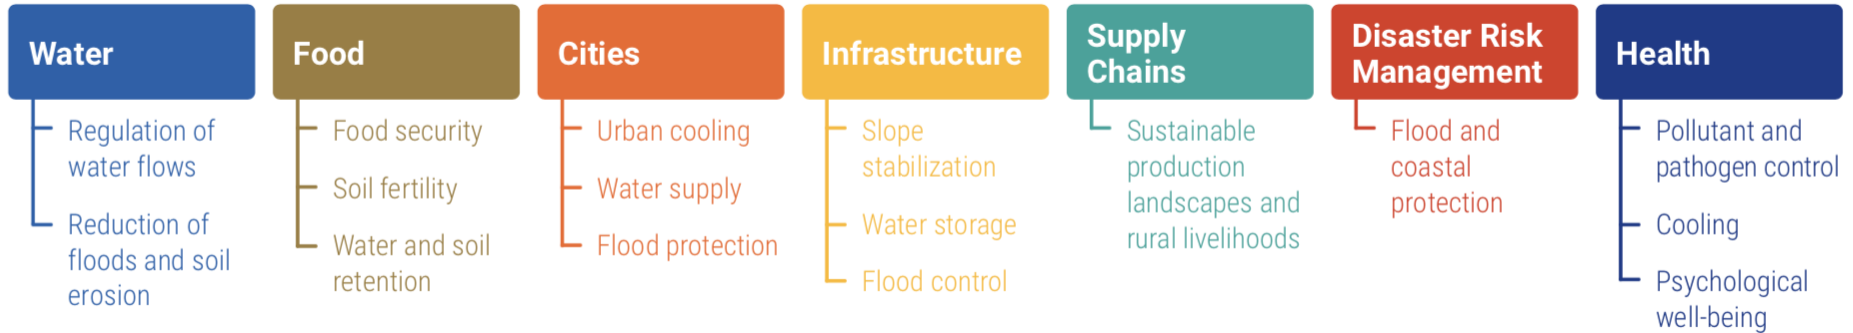 Water
Regulation of
water flows
Reduction of
floods and soil
erosion
Food
Food security
Soil fertility
Water and soil
retention
Cities
Urban cooling
Water supply
Flood protection
Infrastructure
Slope
stabilization
Water storage
Flood control
Supply
Chains
Sustainable
production
landscapes and
rural livelihoods
Disaster Risk
Management
Flood and
coastal
protection
Health
Pollutant and
pathogen control
Cooling
Psychological
well-being